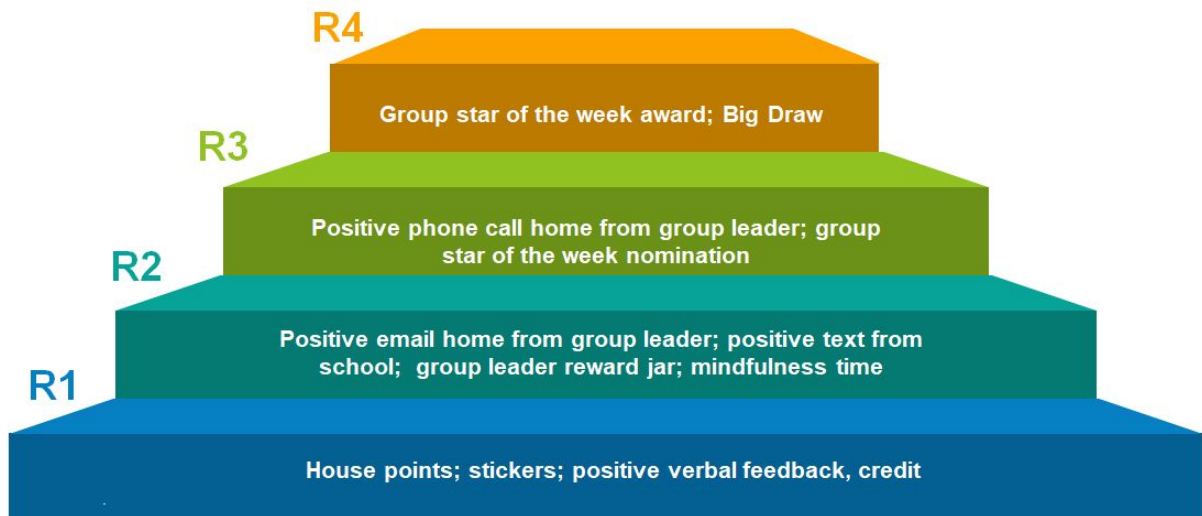 R4
Group star of the week award; Big Draw
R3
Positive phone call home from group leader; group
star of the week nomination
R2
Positive email home from group leader; positive text from
school;  group leader reward jar; mindfulness time
R1
House points; stickers; positive verbal feedback, credit
.